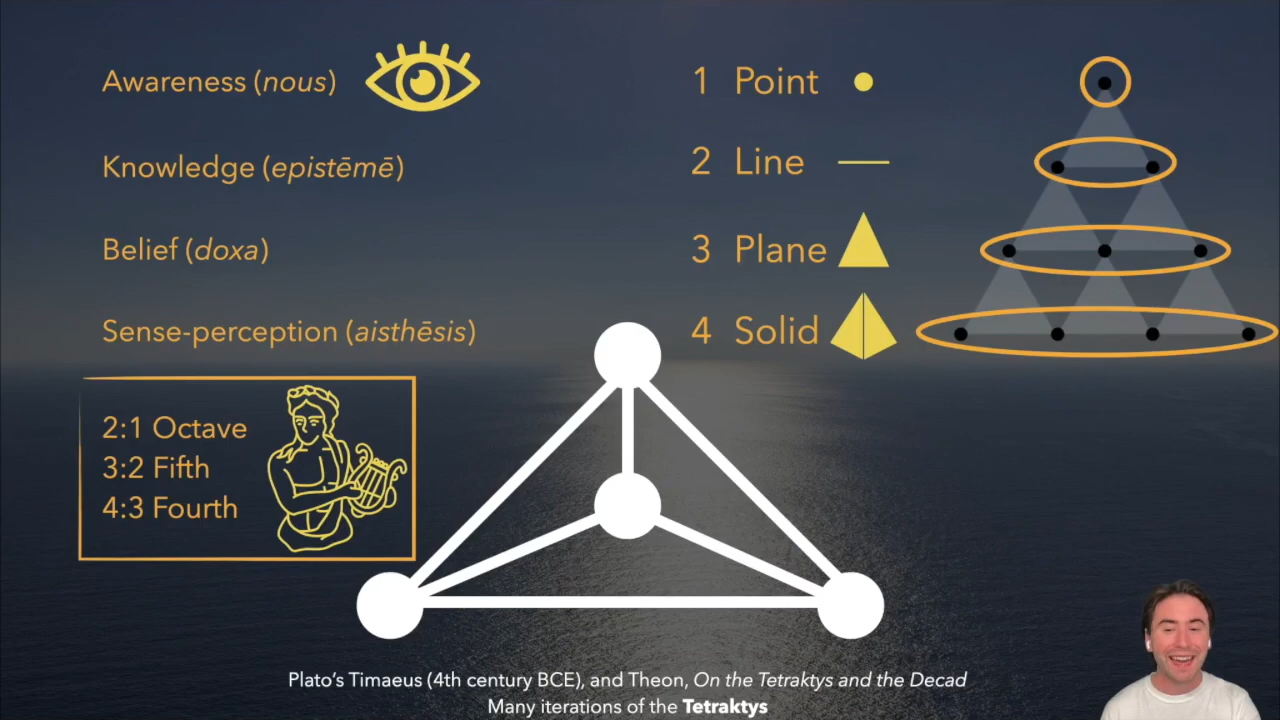 Awareness (nous)
Knowledge (epistēmē)
Belief (doxa)
Sense-perception (aisthēsis)
1 Point
2 Line
3 Plane
4 Solid
2:1 Octave
3:2 Fifth
4:3 Fourth
Plato's Timaeus (4th century BCE), and Theon, On the Tetraktys and the Decad
Many iterations of the Tetraktys